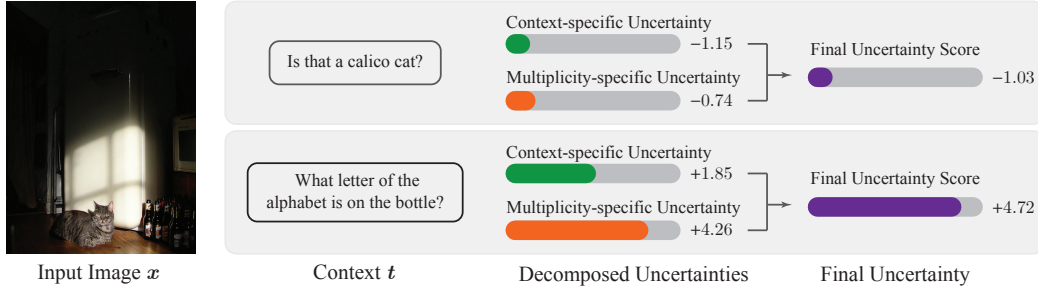 Is that a calico cat?
Context-specific Uncertainty
−1.15
Multiplicity-specific Uncertainty
−0.74
Final Uncertainty Score
−1.03
What letter of the
alphabet is on the bottle?
Context-specific Uncertainty
+1.85
Multiplicity-specific Uncertainty
+4.26
Final Uncertainty Score
+4.72
Input Image x
Context t
Decomposed Uncertainties
Final Uncertainty